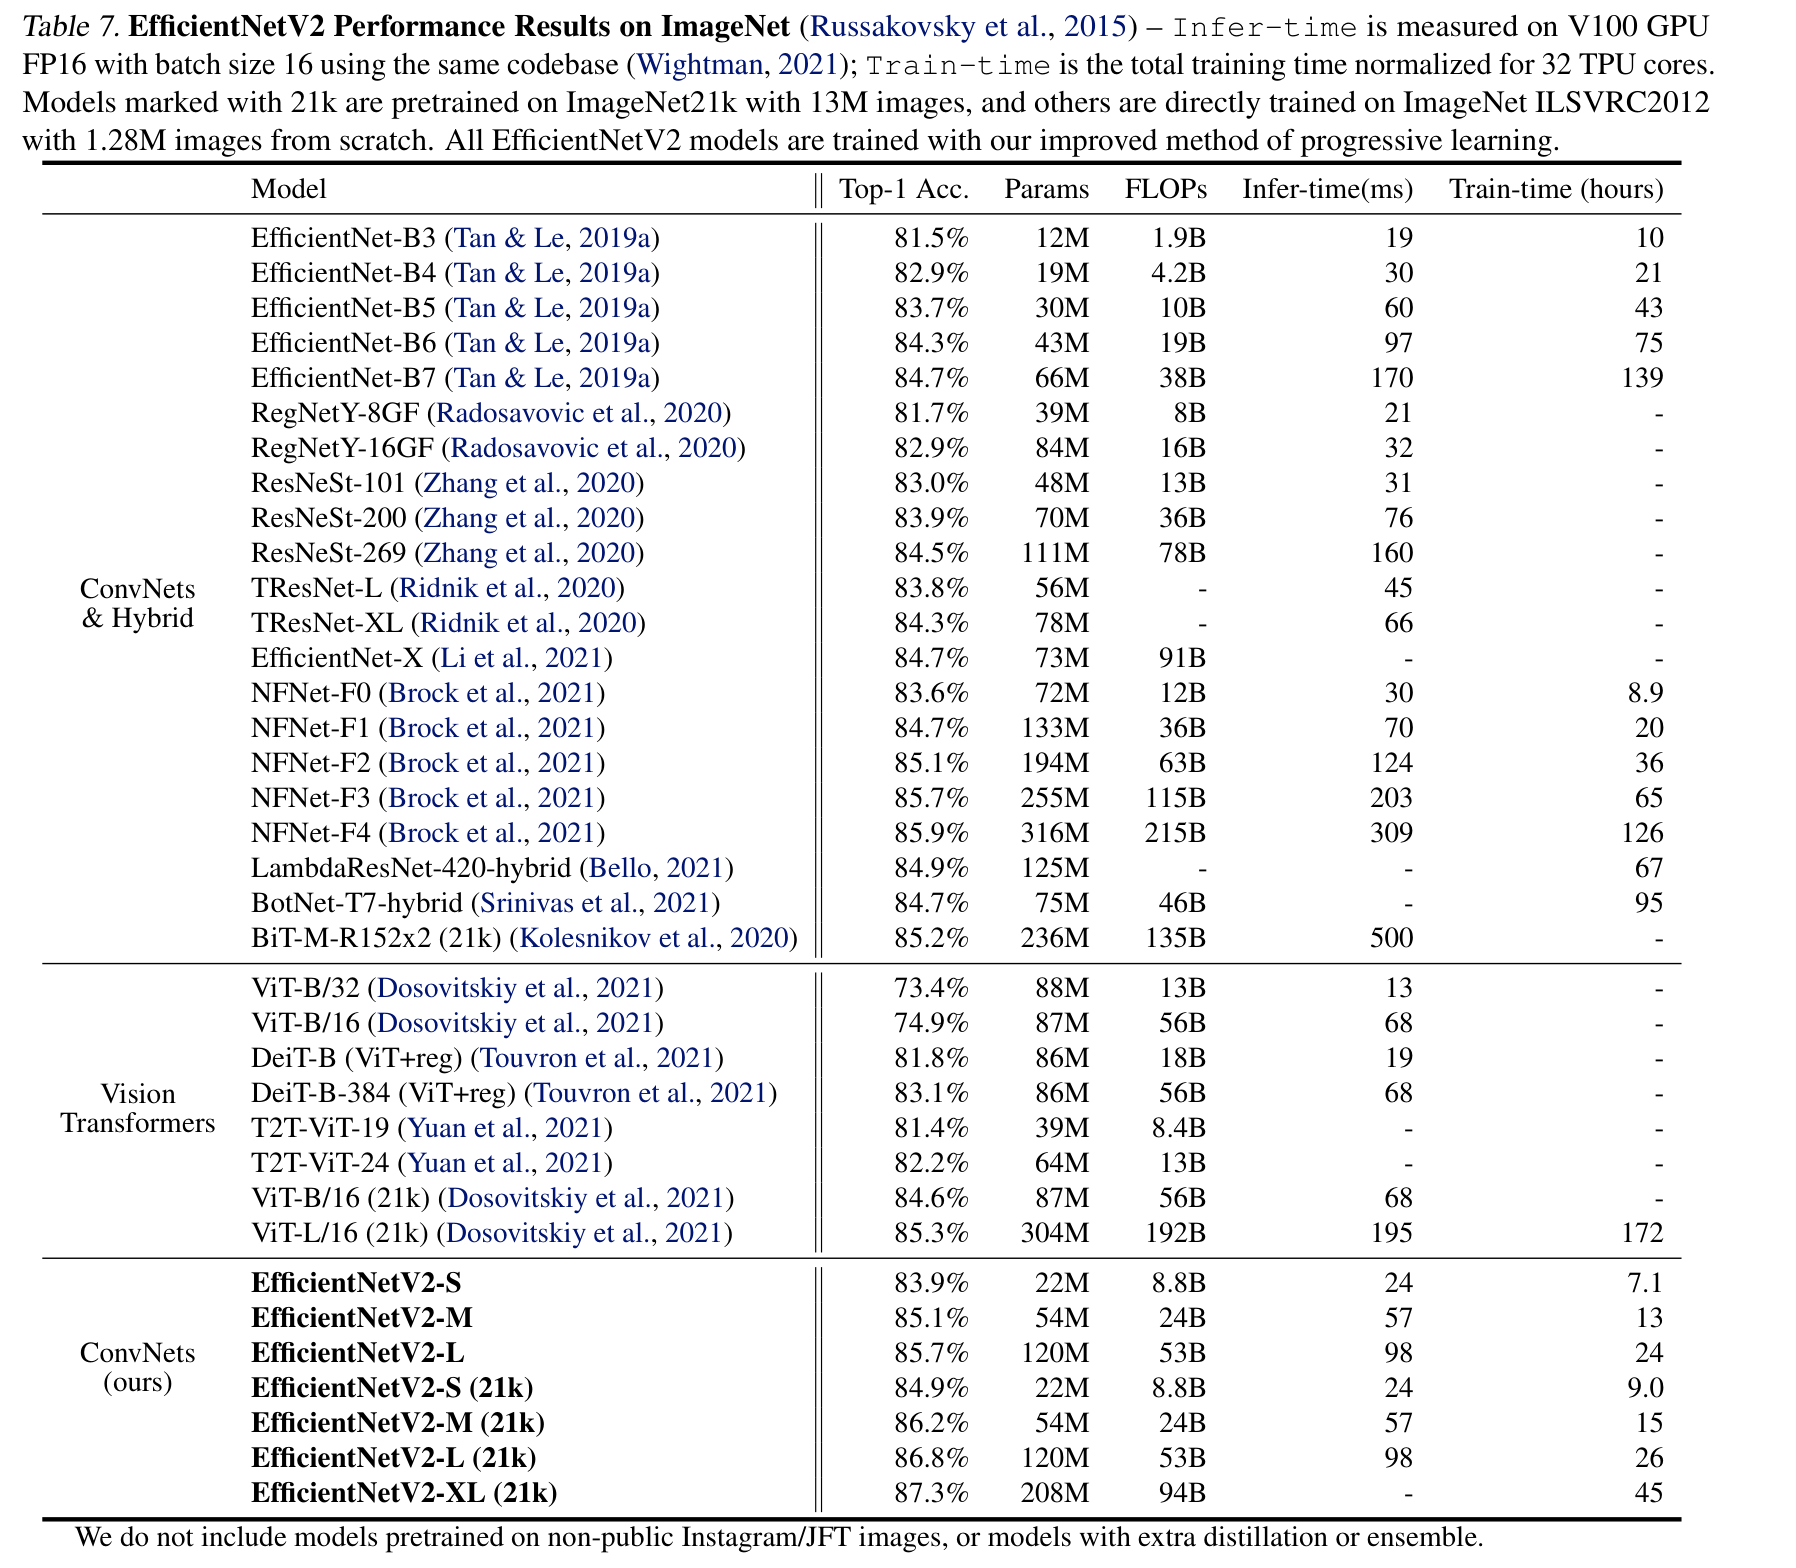 Table 7. EfficientNetV2 Performance Results on ImageNet (Russakovsky et al., 2015) – Infer-time is measured on V100 GPU
FP16 with batch size 16 using the same codebase (Wightman, 2021); Train-time is the total training time normalized for 32 TPU cores.
Models marked with 21k are pretrained on ImageNet21k with 13M images, and others are directly trained on ImageNet ILSVRC2012
with 1.28M images from scratch. All EfficientNetV2 models are trained with our improved method of progressive learning.
Model Top-1 Acc. Params FLOPs Infer-time(ms) Train-time (hours)
ConvNets
& Hybrid
EfficientNet-B3 (Tan & Le, 2019a) 81.5% 12M 1.9B 19 10
EfficientNet-B4 (Tan & Le, 2019a) 82.9% 19M 4.2B 30 21
EfficientNet-B5 (Tan & Le, 2019a) 83.7% 30M 10B 60 43
EfficientNet-B6 (Tan & Le, 2019a) 84.3% 43M 19B 97 75
EfficientNet-B7 (Tan & Le, 2019a) 84.7% 66M 38B 170 139
RegNetY-8GF (Radosavovic et al., 2020) 81.7% 39M 8B 21 -
RegNetY-16GF (Radosavovic et al., 2020) 82.9% 84M 16B 32 -
ResNeSt-101 (Zhang et al., 2020) 83.0% 48M 13B 31 -
ResNeSt-200 (Zhang et al., 2020) 83.9% 70M 36B 76 -
ResNeSt-269 (Zhang et al., 2020) 84.5% 111M 78B 160 -
TResNet-L (Ridnik et al., 2020) 83.8% 56M - 45 -
TResNet-XL (Ridnik et al., 2020) 84.3% 78M - 66 -
EfficientNet-X (Li et al., 2021) 84.7% 73M 91B - -
NFNet-F0 (Brock et al., 2021) 83.6% 72M 12B 30 8.9
NFNet-F1 (Brock et al., 2021) 84.7% 133M 36B 70 20
NFNet-F2 (Brock et al., 2021) 85.1% 194M 63B 124 36
NFNet-F3 (Brock et al., 2021) 85.7% 255M 115B 203 65
NFNet-F4 (Brock et al., 2021) 85.9% 316M 215B 309 126
LambdaResNet-420-hybrid (Bello, 2021) 84.9% 125M - - 67
BotNet-T7-hybrid (Srinivas et al., 2021) 84.7% 75M 46B - 95
BiT-M-R152x2 (21k) (Kolesnikov et al., 2020) 85.2% 236M 135B 500 -
Vision
Transformers
ViT-B/32 (Dosovitskiy et al., 2021) 73.4% 88M 13B 13 -
ViT-B/16 (Dosovitskiy et al., 2021) 74.9% 87M 56B 68 -
DeiT-B (ViT+reg) (Touvron et al., 2021) 81.8% 86M 18B 19 -
DeiT-B-384 (ViT+reg) (Touvron et al., 2021) 83.1% 86M 56B 68 -
T2T-ViT-19 (Yuan et al., 2021) 81.4% 39M 8.4B - -
T2T-ViT-24 (Yuan et al., 2021) 82.2% 64M 13B - -
ViT-B/16 (21k) (Dosovitskiy et al., 2021) 84.6% 87M 56B 68 -
ViT-L/16 (21k) (Dosovitskiy et al., 2021) 85.3% 304M 192B 195 172
ConvNets
(ours)
EfficientNetV2-S 83.9% 22M 8.8B 24 7.1
EfficientNetV2-M 85.1% 54M 24B 57 13
EfficientNetV2-L 85.7% 120M 53B 98 24
EfficientNetV2-S (21k) 84.9% 22M 8.8B 24 9.0
EfficientNetV2-M (21k) 86.2% 54M 24B 57 15
EfficientNetV2-L (21k) 86.8% 120M 53B 98 26
EfficientNetV2-XL (21k) 87.3% 208M 94B - 45
We do not include models pretrained on non-public Instagram/JFT images, or models with extra distillation or ensemble.